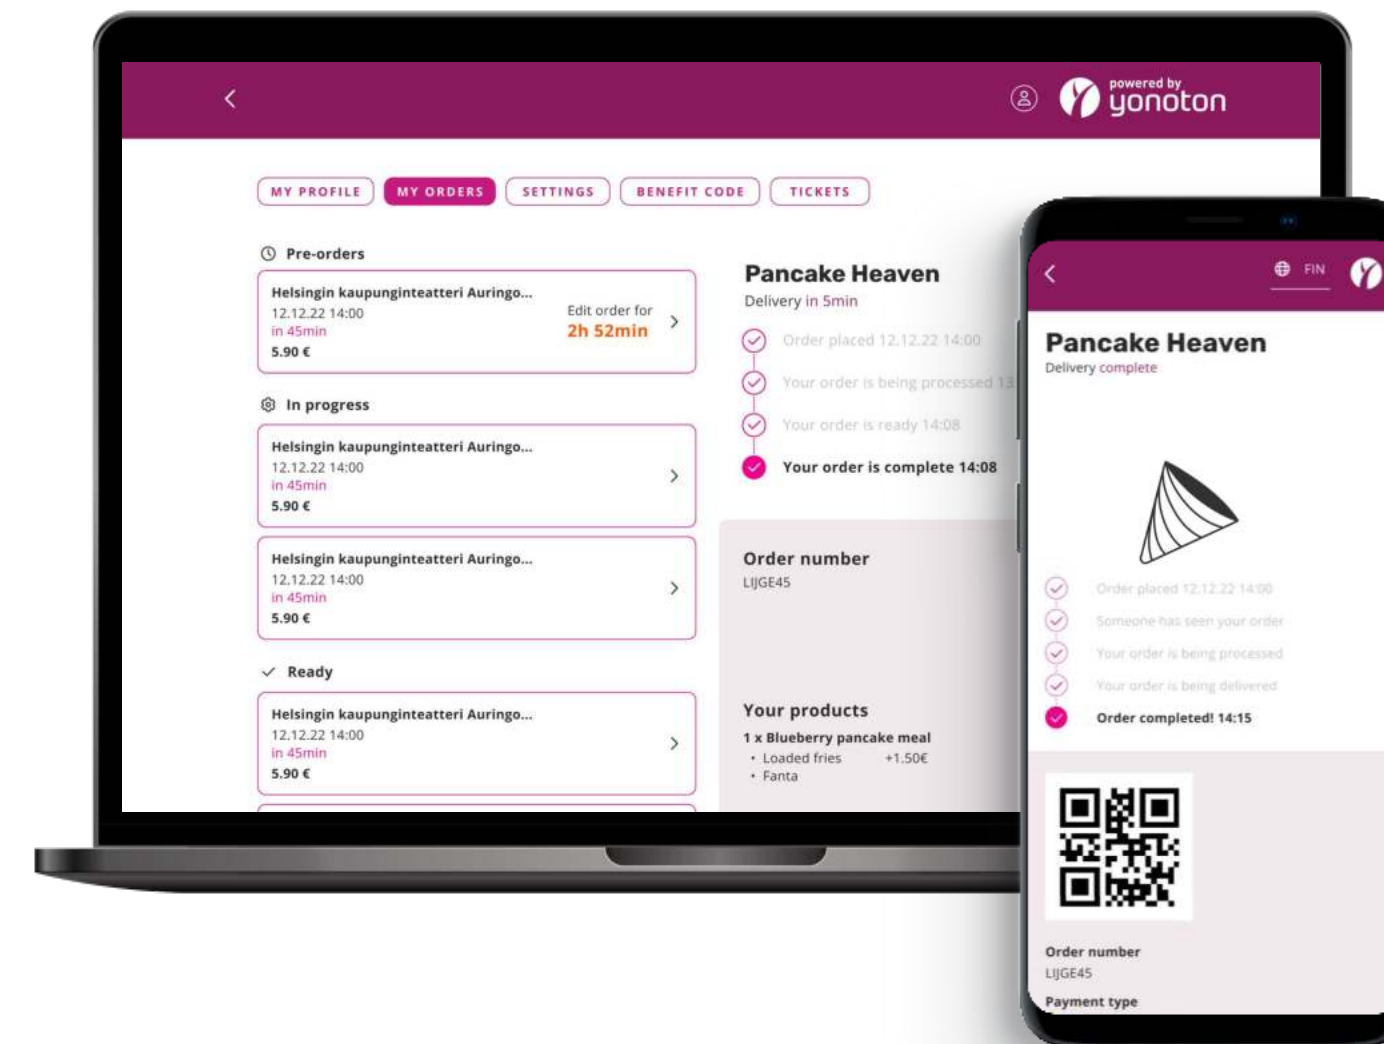 powered by
yonoton
MY PROFILE
MY ORDERS
SETTINGS
BENEFIT CODE
TICKETS
Pre-orders
Helsingin kaupunginteatteri Auringo...
12.12.22 14:00
in 45min
5.90 €
Edit order for
2h 52min
In progress
Helsingin kaupunginteatteri Auringo...
12.12.22 14:00
in 45min
5.90 €
Helsingin kaupunginteatteri Auringo...
12.12.22 14:00
in 45min
5.90 €
Ready
Helsingin kaupunginteatteri Auringo...
12.12.22 14:00
in 45min
5.90 €
Pancake Heaven
Delivery in 5min
Order placed 12.12.22 14:00
Your order is being processed 13
Your order is ready 14:08
Your order is complete 14:08
Order number
LIJGE45
Your products
1 x Blueberry pancake meal
• Loaded fries +1.50€
• Fanta
FIN
Pancake Heaven
Delivery complete
Order placed 12.12.22 14:00
Someone has seen your order
Your order is being processed
Your order is being delivered
Order completed! 14:15
Order number
LIJGE45
Payment type